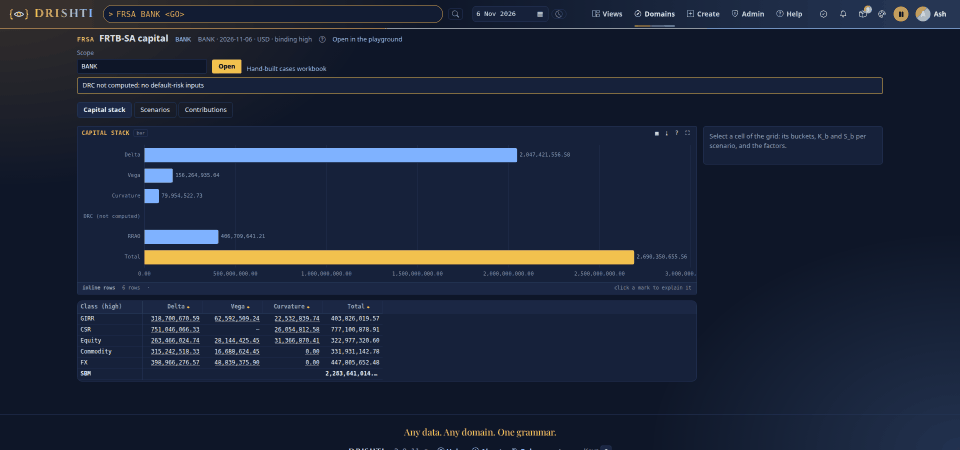 {👁} DRISHTI
> FRSA BANK <GO>
6 Nov 2026
Views
Domains
Create
Admin
Help
Ash
FRSA FRTB-SA capital BANK BANK · 2026-11-06 · USD · binding high Open in the playground
Scope
BANK
Open
Hand-built cases workbook
DRC not computed: no default-risk inputs
Capital stack
Scenarios
Contributions
CAPITAL STACK bar
Delta 2,047,421,556.58
Vega 156,264,935.64
Curvature 79,954,522.73
DRC (not computed)
RRAO 406,709,641.21
Total 2,690,350,655.56
0.00 500,000,000.00 1,000,000,000.00 1,500,000,000.00 2,000,000,000.00 2,500,000,000.00 3,000,000.
inline rows 6 rows -
click a mark to explain it
Select a cell of the grid: its buckets, K_b and S_b per
scenario, and the factors.
Class (high) Delta Vega Curvature Total
GIRR 318,700,670.59 62,592,509.24 22,532,839.74 403,826,019.57
CSR 751,046,066.33 — 26,054,812.58 777,100,878.91
Equity 263,466,024.74 28,144,425.45 31,366,870.41 322,977,320.60
Commodity 315,242,518.33 16,688,624.45 0.00 331,931,142.78
FX 398,966,276.57 48,839,375.90 0.00 447,805,652.48
SBM 2,283,641,014.…
Any data. Any domain. One grammar.